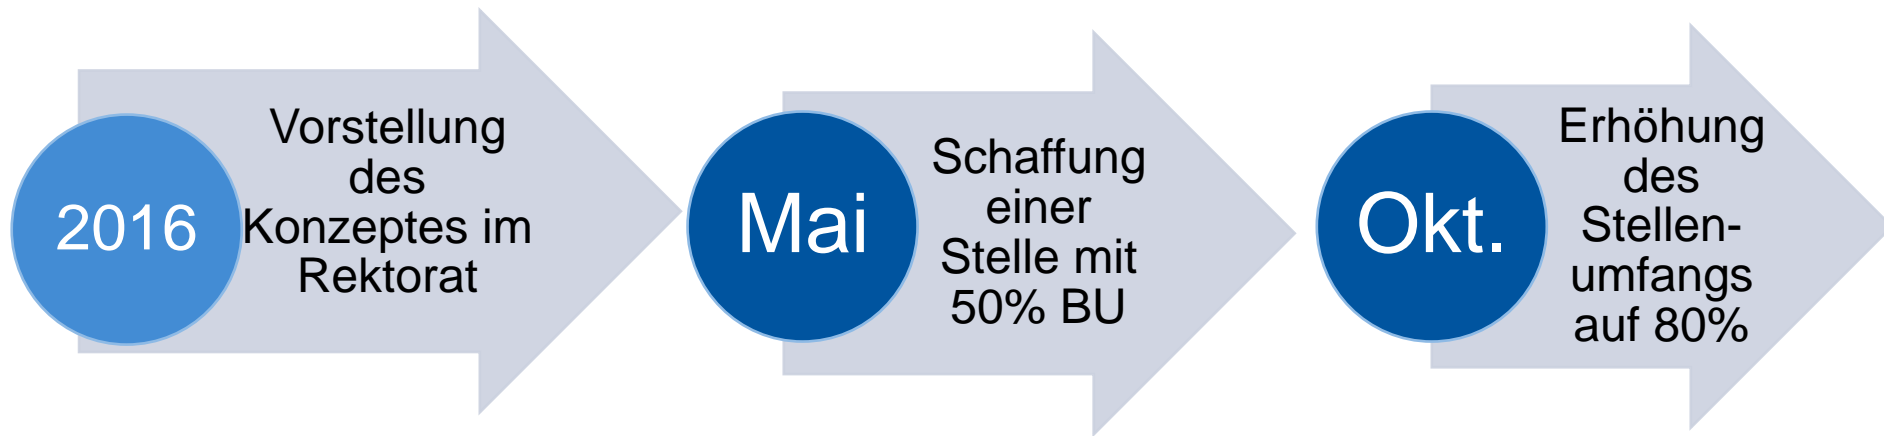 2016
Vorstellung
des
Konzeptes im
Rektorat
Mai
Schaffung
einer
Stelle mit
50% BU
Okt.
Erhöhung
des
Stellen-
umfangs
auf 80%